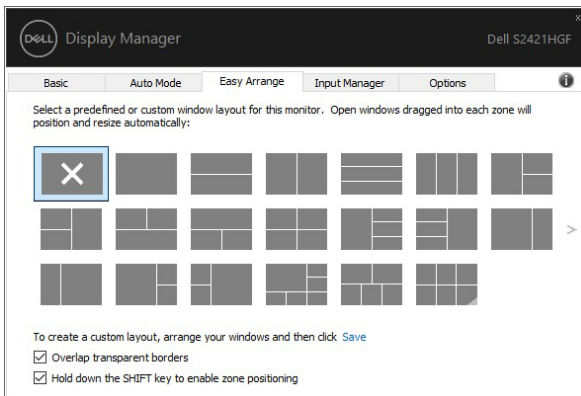 DELL Display Manager
Dell S2421HGF
Basic
Auto Mode
Easy Arrange
Input Manager
Options
Select a predefined or custom window layout for this monitor. Open windows dragged into each zone will
position and resize automatically:
To create a custom layout, arrange your windows and then click Save
Overlap transparent borders
Hold down the SHIFT key to enable zone positioning